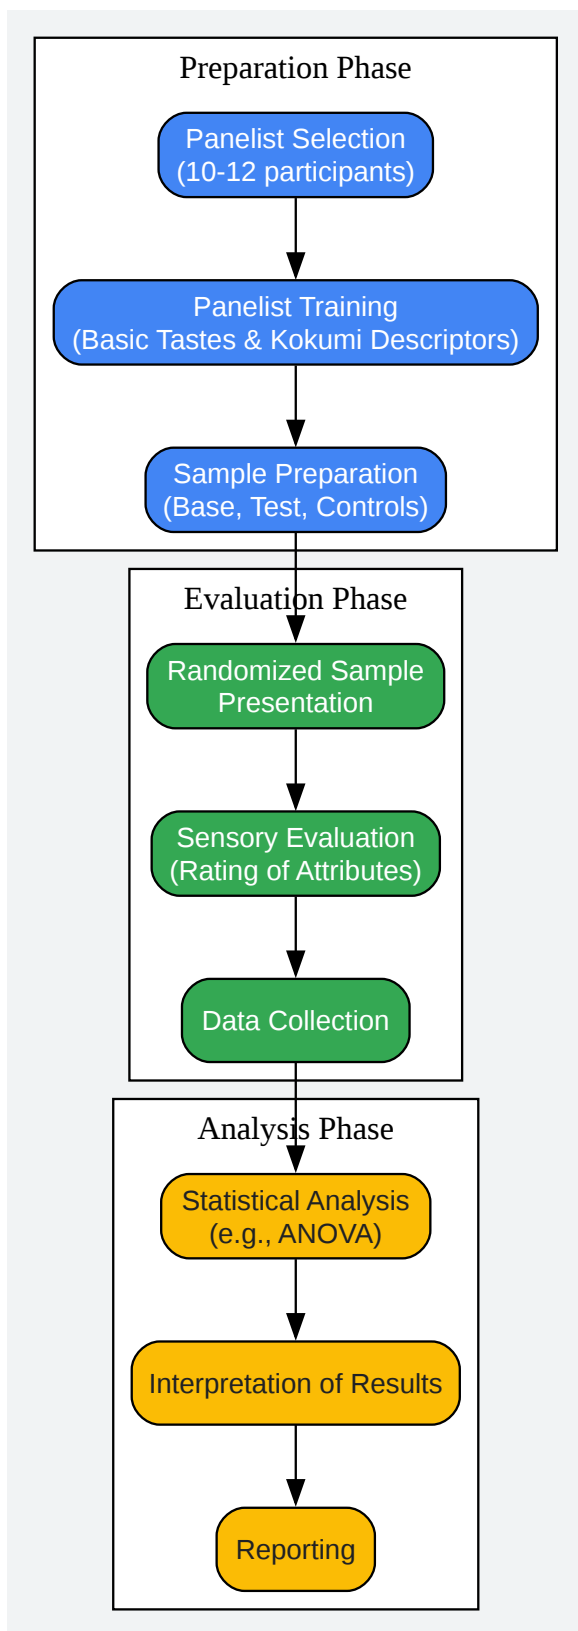 Preparation Phase
Panelist Selection
(10-12 participants)
Panelist Training
(Basic Tastes & Kokumi Descriptors)
Sample Preparation
(Base, Test, Controls)
Evaluation Phase
Randomized Sample
Presentation
Sensory Evaluation
(Rating of Attributes)
Data Collection
Analysis Phase
Statistical Analysis
(e.g., ANOVA)
Interpretation of Results
Reporting